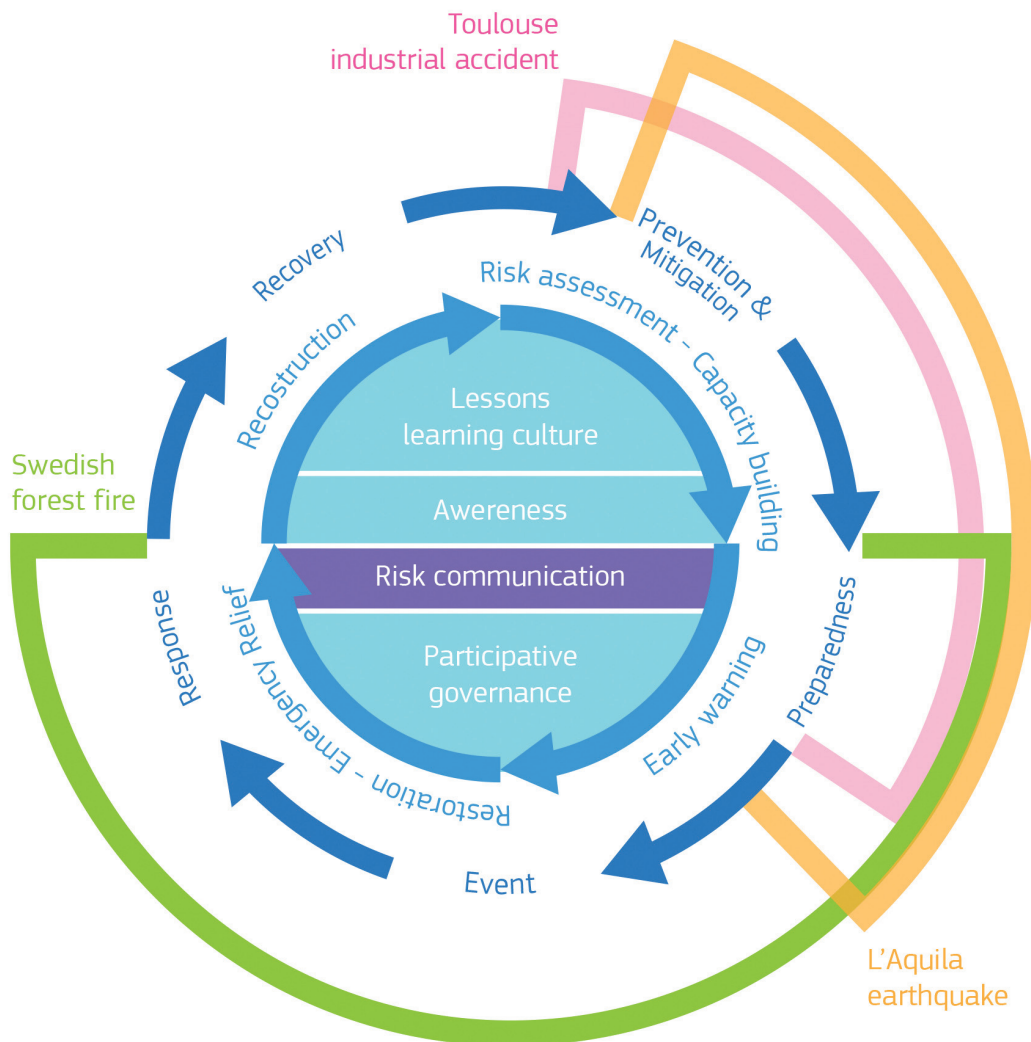 Toulouse
industrial accident
Recovery
Prevention &
Mitigation
Risk assessment - Capacity building
Recostruction
Lessons
learning culture
Swedish
forest fire
Awereness
Risk communication
Participative
governance
Response
Restoration - Emergency Relief
Early warning
Preparedness
Event
L'Aquila
earthquake